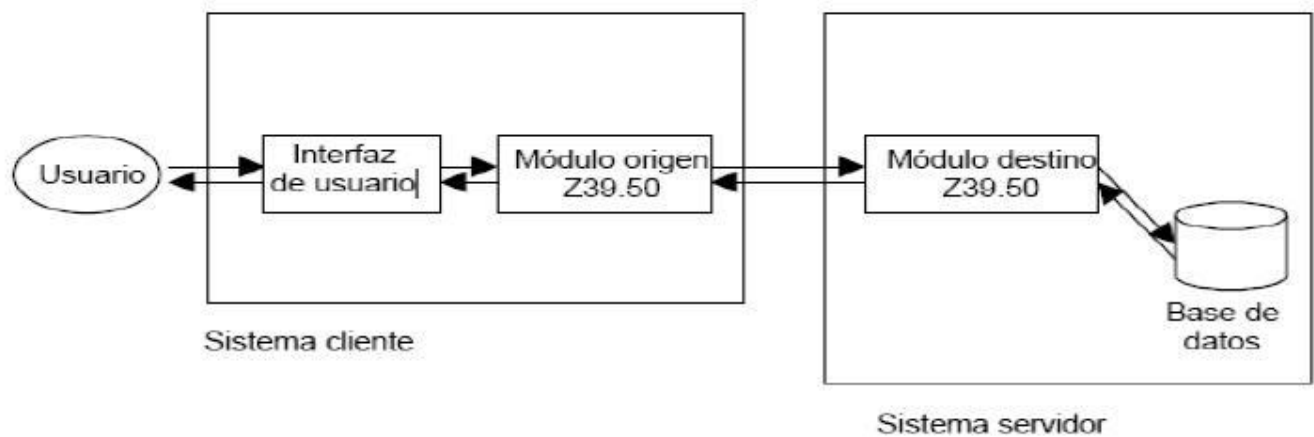 Usuario
Interfaz
de usuario
Módulo origen
Z39.50
Módulo destino
Z39.50
Base de
datos
Sistema cliente
Sistema servidor